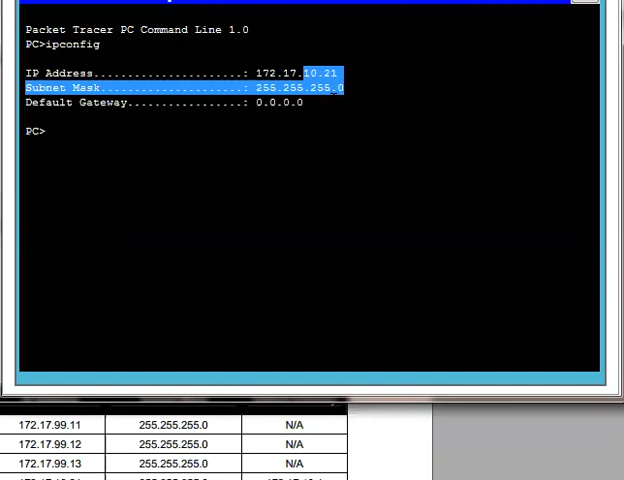 Packet Tracer PC Command Line 1.0
PC>ipconfig
IP Address......................: 172.17.10.21
Subnet Mask.....................: 255.255.255.0
Default Gateway.................: 0.0.0.0
PC>
172.17.99.11 255.255.255.0 N/A
172.17.99.12 255.255.255.0 N/A
172.17.99.13 255.255.255.0 N/A